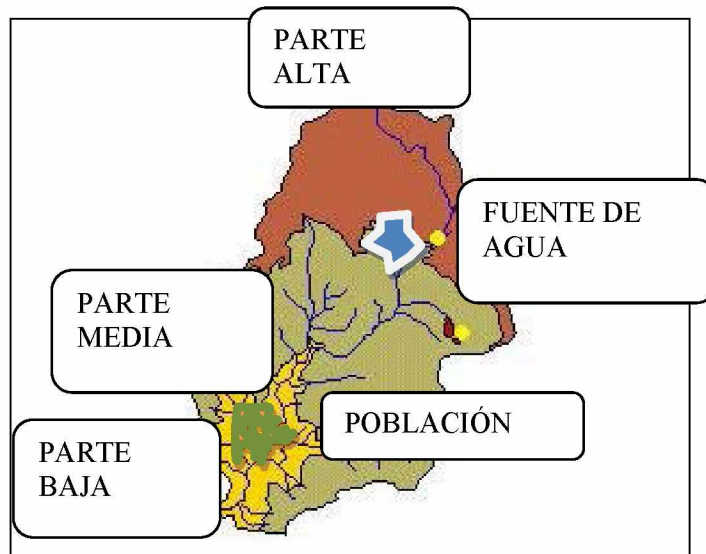 PARTE
ALTA
FUENTE DE
AGUA
PARTE
MEDIA
POBLACIÓN
PARTE
BAJA